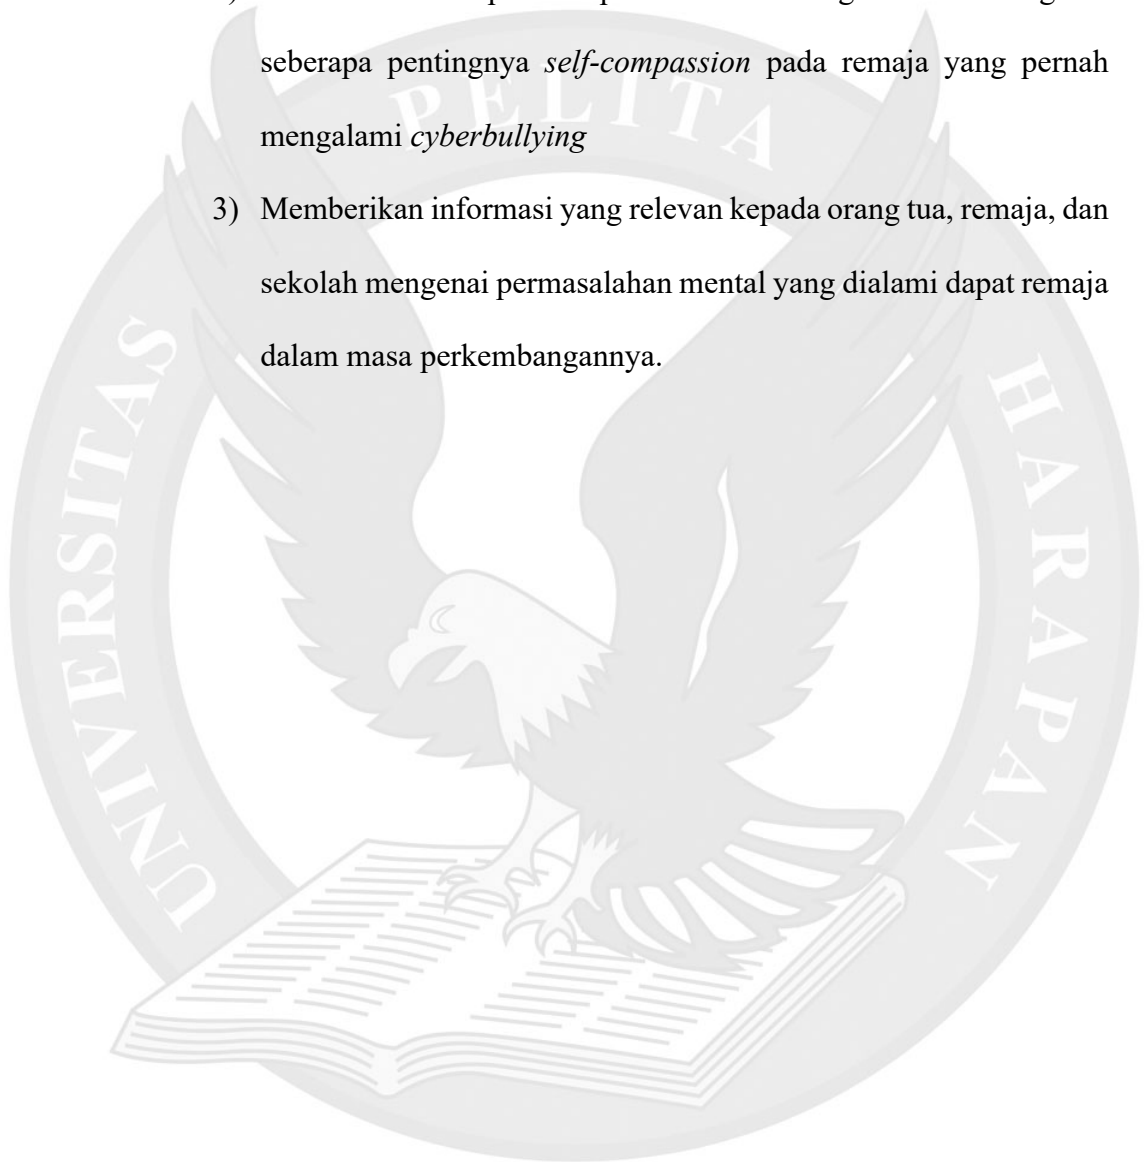 seberapa pentingnya self-compassion pada remaja yang pernah
mengalami cyberbullying
3) Memberikan informasi yang relevan kepada orang tua, remaja, dan
sekolah mengenai permasalahan mental yang dialami dapat remaja
dalam masa perkembangannya.
UNIVERSITAS PELITA HARAPAN